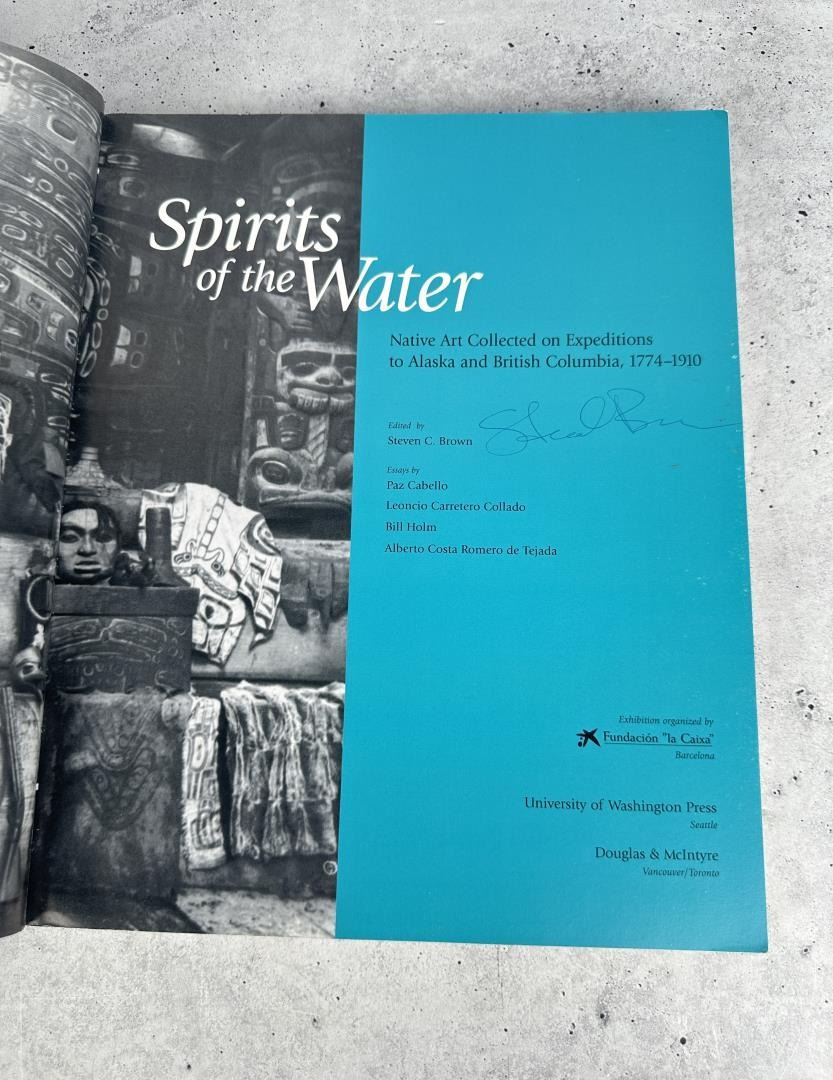 Spirits
of the Water
Native Art Collected on Expeditions
to Alaska and British Columbia, 1774–1910
Edited by
Steven C. Brown
Essays by
Paz Cabello
Leoncio Carretero Collado
Bill Holm
Alberto Costa Romero de Tejada
Exhibition organized by
Fundación "la Caixa"
Barcelona
University of Washington Press
Seattle
Douglas & McIntyre
Vancouver/Toronto